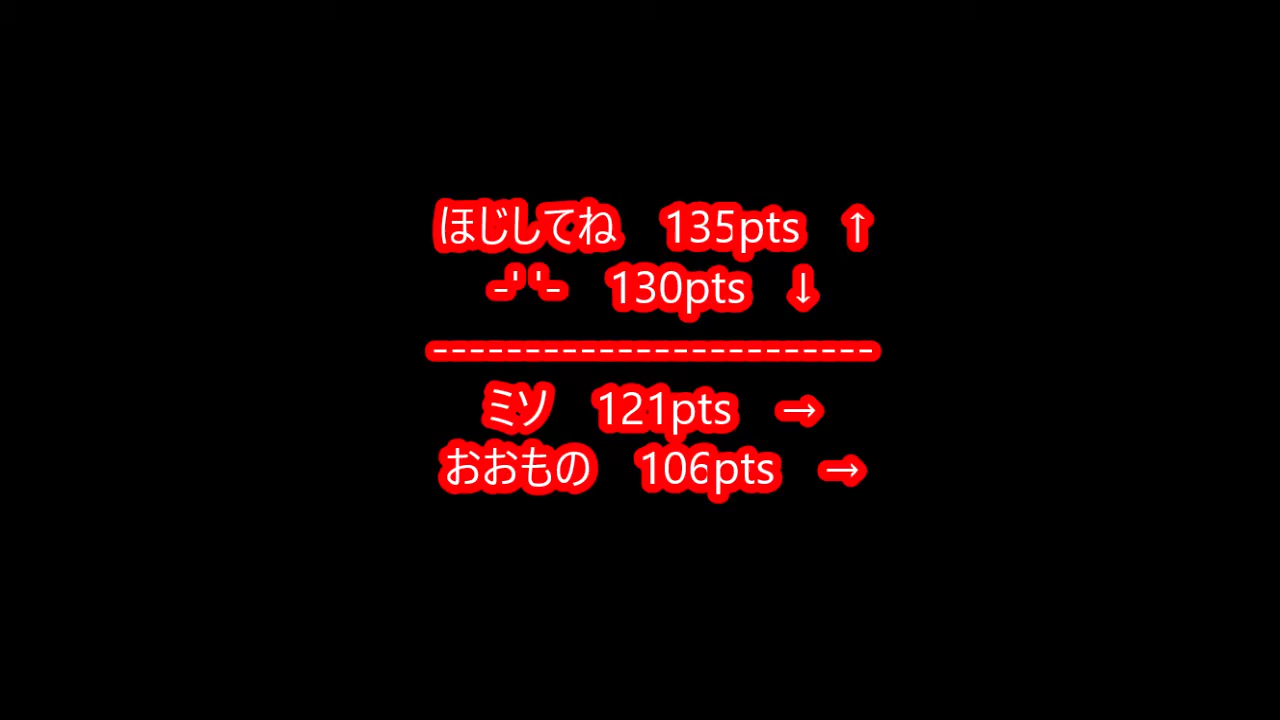 ほじしてね　135pts　↑
-' '-　130pts　↓
------------------------
ミソ　121pts　→
おおもの　106pts　→